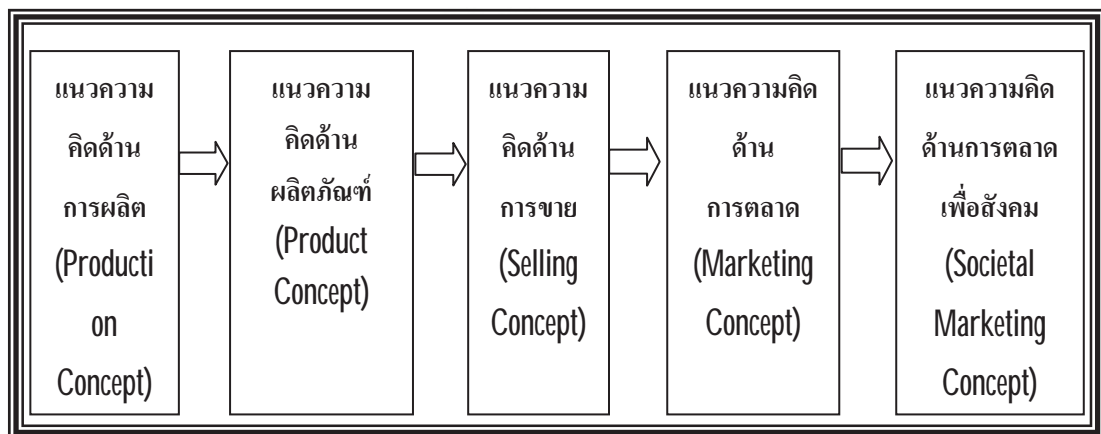 แนวความ
คิดด้าน
การผลิต
(Producti
on
Concept)
แนวความ
คิดด้าน
ผลิตภัณฑ์
(Product
Concept)
แนวความ
คิดด้าน
การขาย
(Selling
Concept)
แนวความคิด
ด้าน
การตลาด
(Marketing
Concept)
แนวความคิด
ด้านการตลาด
เพื่อสังคม
(Societal
Marketing
Concept)